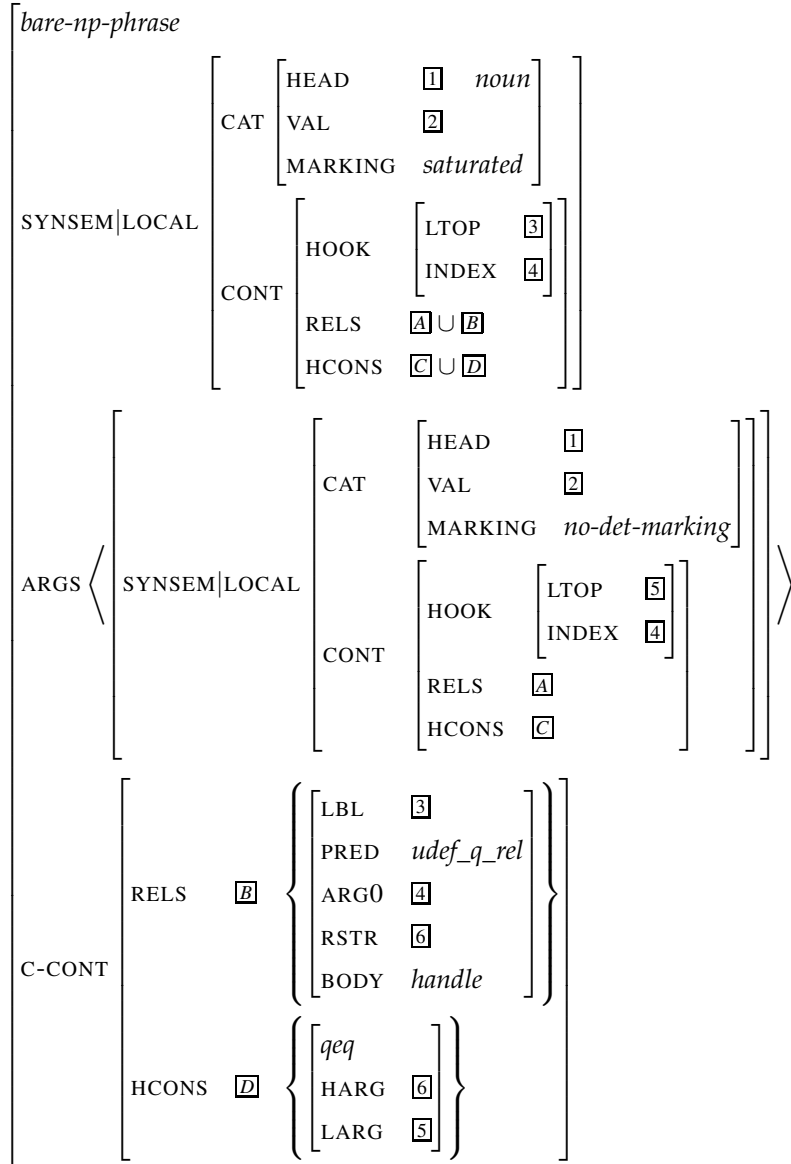 bare-np-phrase
HEAD 1 noun
CAT VAL 2
MARKING saturated
SYNSEM|LOCAL
LTOP 3
HOOK
INDEX 4
CONT
RELS A ∪ B
HCONS C ∪ D
HEAD 1
CAT VAL 2
MARKING no-det-marking
ARGS ⟨ SYNSEM|LOCAL ⟩
LTOP 5
HOOK
INDEX 4
CONT
RELS A
HCONS C
LBL 3
PRED udef_q_rel
RELS B { ARG0 4 }
RSTR 6
BODY handle
C-CONT
qeq
HCONS D { HARG 6 }
LARG 5